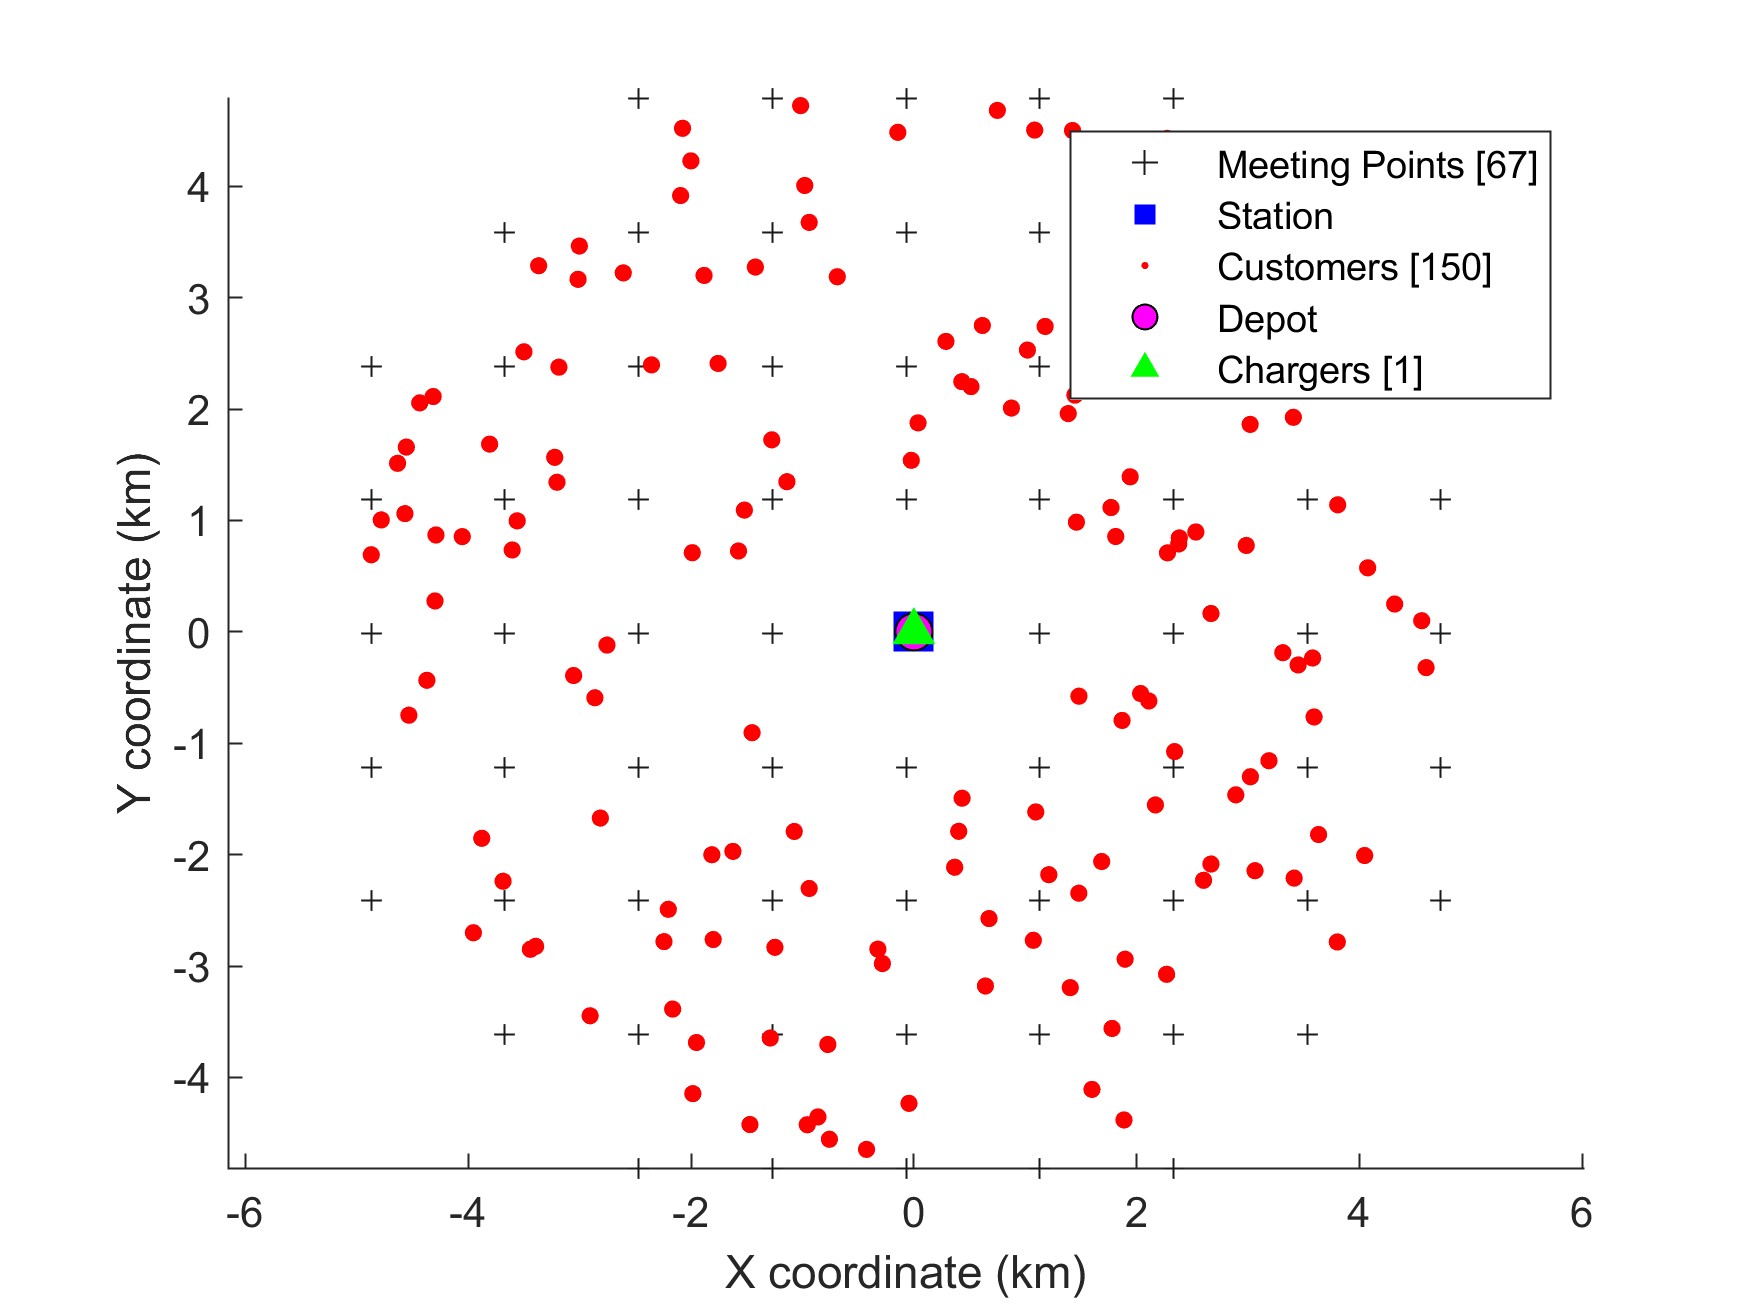 Meeting Points [67]
Station
Customers [150]
Depot
Chargers [1]
4
3
2
1
0
-1
-2
-3
-4
Y coordinate (km)
-6 -4 -2 0 2 4 6
X coordinate (km)